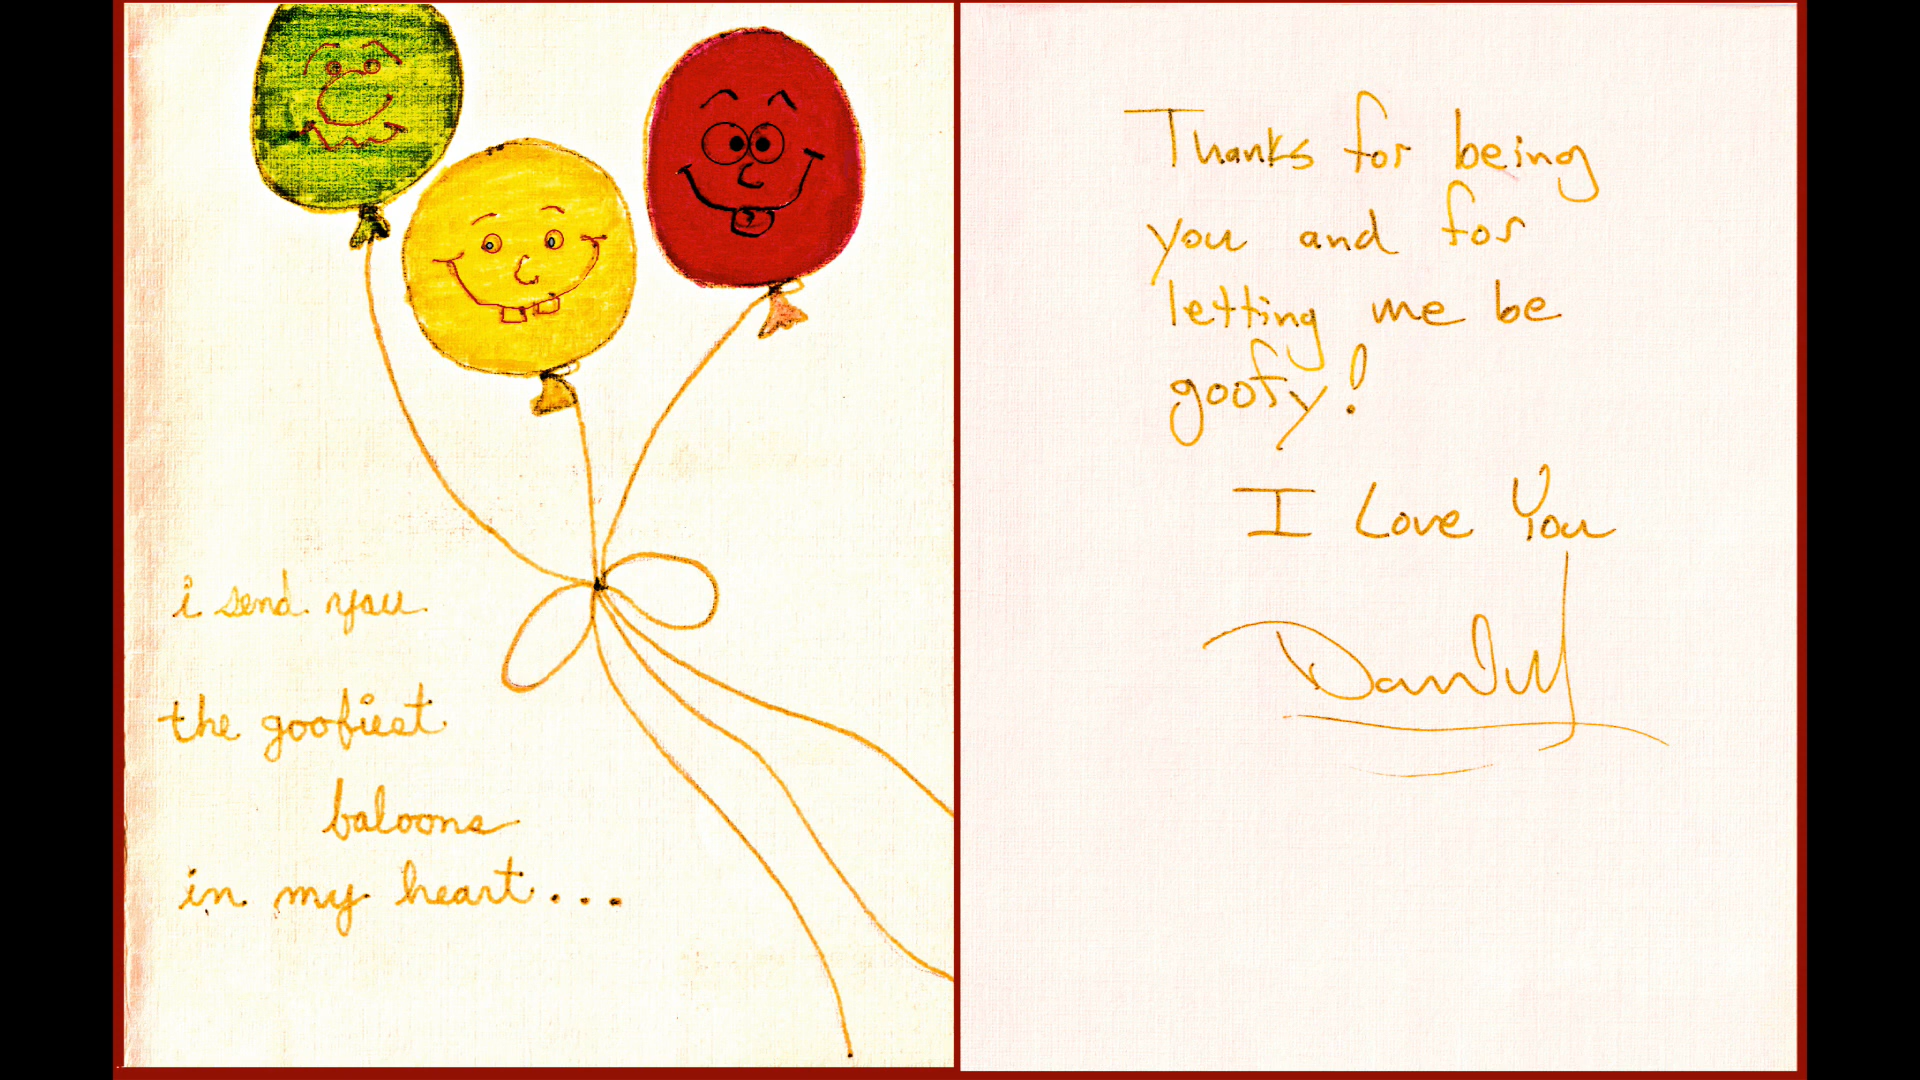 i send you
the goofiest
baloons
in my heart....
Thanks for being
you and for
letting me be
goofy!
I Love You